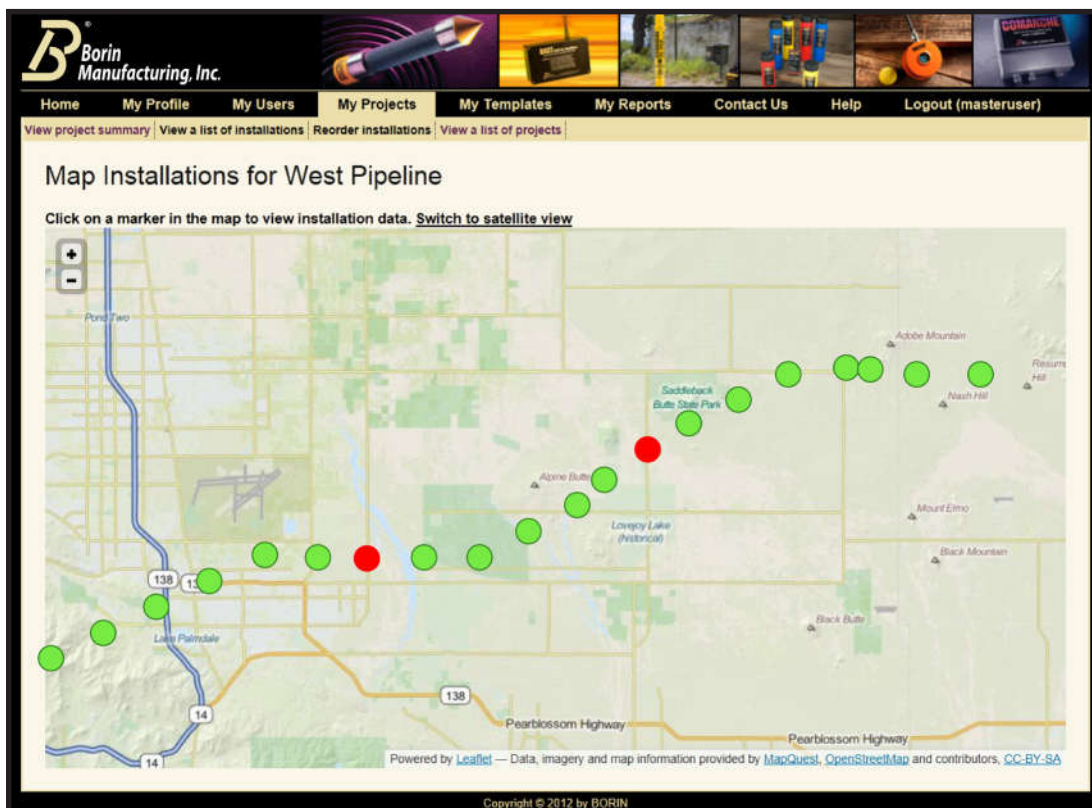 B®
Borin
Manufacturing, Inc.
COMANCHE
Home My Profile My Users My Projects My Templates My Reports Contact Us Help Logout (masteruser)
View project summary View a list of installations Reorder installations View a list of projects
Map Installations for West Pipeline
Click on a marker in the map to view installation data. Switch to satellite view
+
−
Pond Two
Adobe Mountain
Saddleback
Butte State Park
Hill
Nash Hill
Alpine Butte
Lovejoy Lake
(historical)
Mount Elmo
Black Mountain
138
Black Butte
Lake Palmdale
138
14
Pearblossom Highway
Pearblossom Highway
14
Powered by Leaflet — Data, imagery and map information provided by MapQuest, OpenStreetMap and contributors, CC-BY-SA
Copyright © 2012 by BORIN